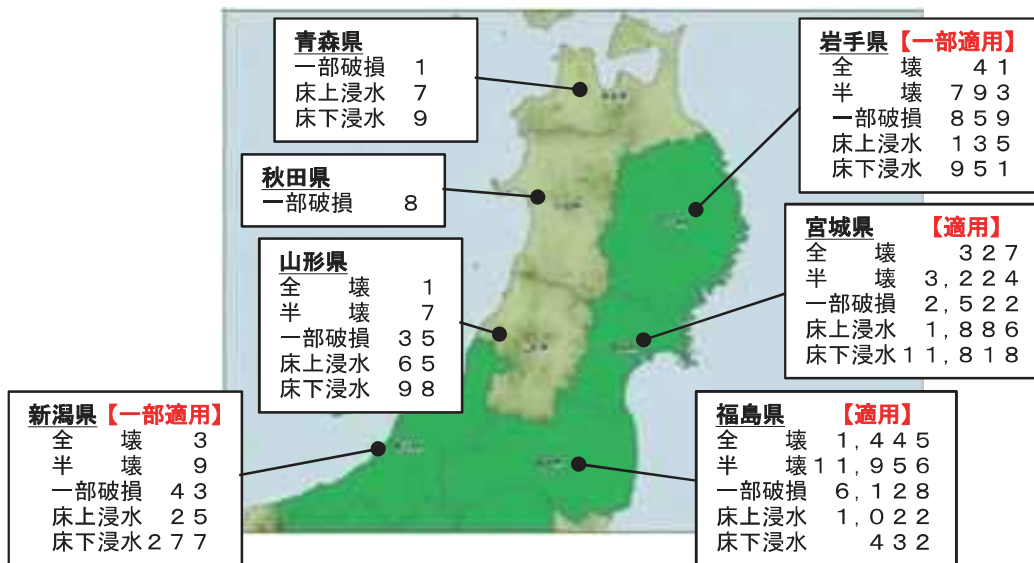 青森県
一部破損 1
床上浸水 7
床下浸水 9
秋田県
一部破損 8
山形県
全 壊 1
半 壊 7
一部破損 35
床上浸水 65
床下浸水 98
新潟県【一部適用】
全 壊 3
半 壊 9
一部破損 43
床上浸水 25
床下浸水 277
岩手県【一部適用】
全 壊 41
半 壊 793
一部破損 859
床上浸水 135
床下浸水 951
宮城県 【適用】
全 壊 327
半 壊 3,224
一部破損 2,522
床上浸水 1,886
床下浸水 11,818
福島県 【適用】
全 壊 1,445
半 壊 11,956
一部破損 6,128
床上浸水 1,022
床下浸水 432